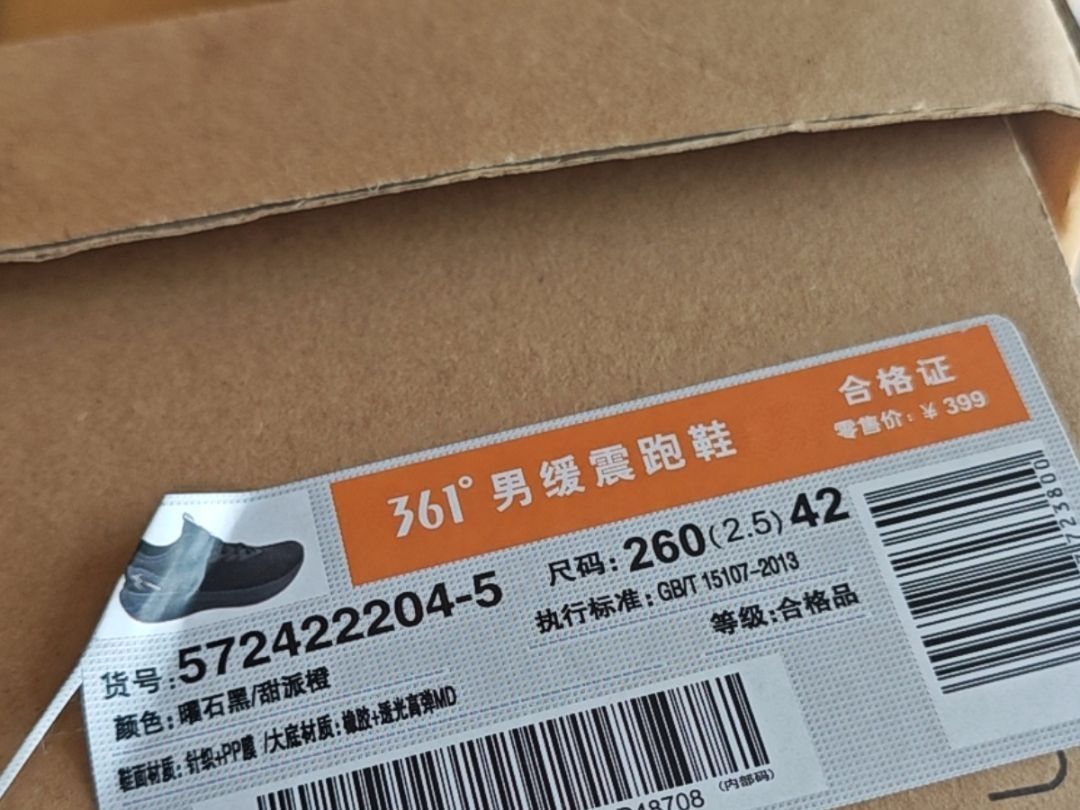 361° 男缓震跑鞋
合格证
零售价：¥ 399
货号:572422204-5
尺码: 260(2.5)42
颜色: 曜石黑/甜派橙
执行标准: GB/T 15107-2013
等级:合格品
鞋面材质: 针织+PP膜 /大底材质: 橡胶+透光高弹MD
48708
(内部码)
723800